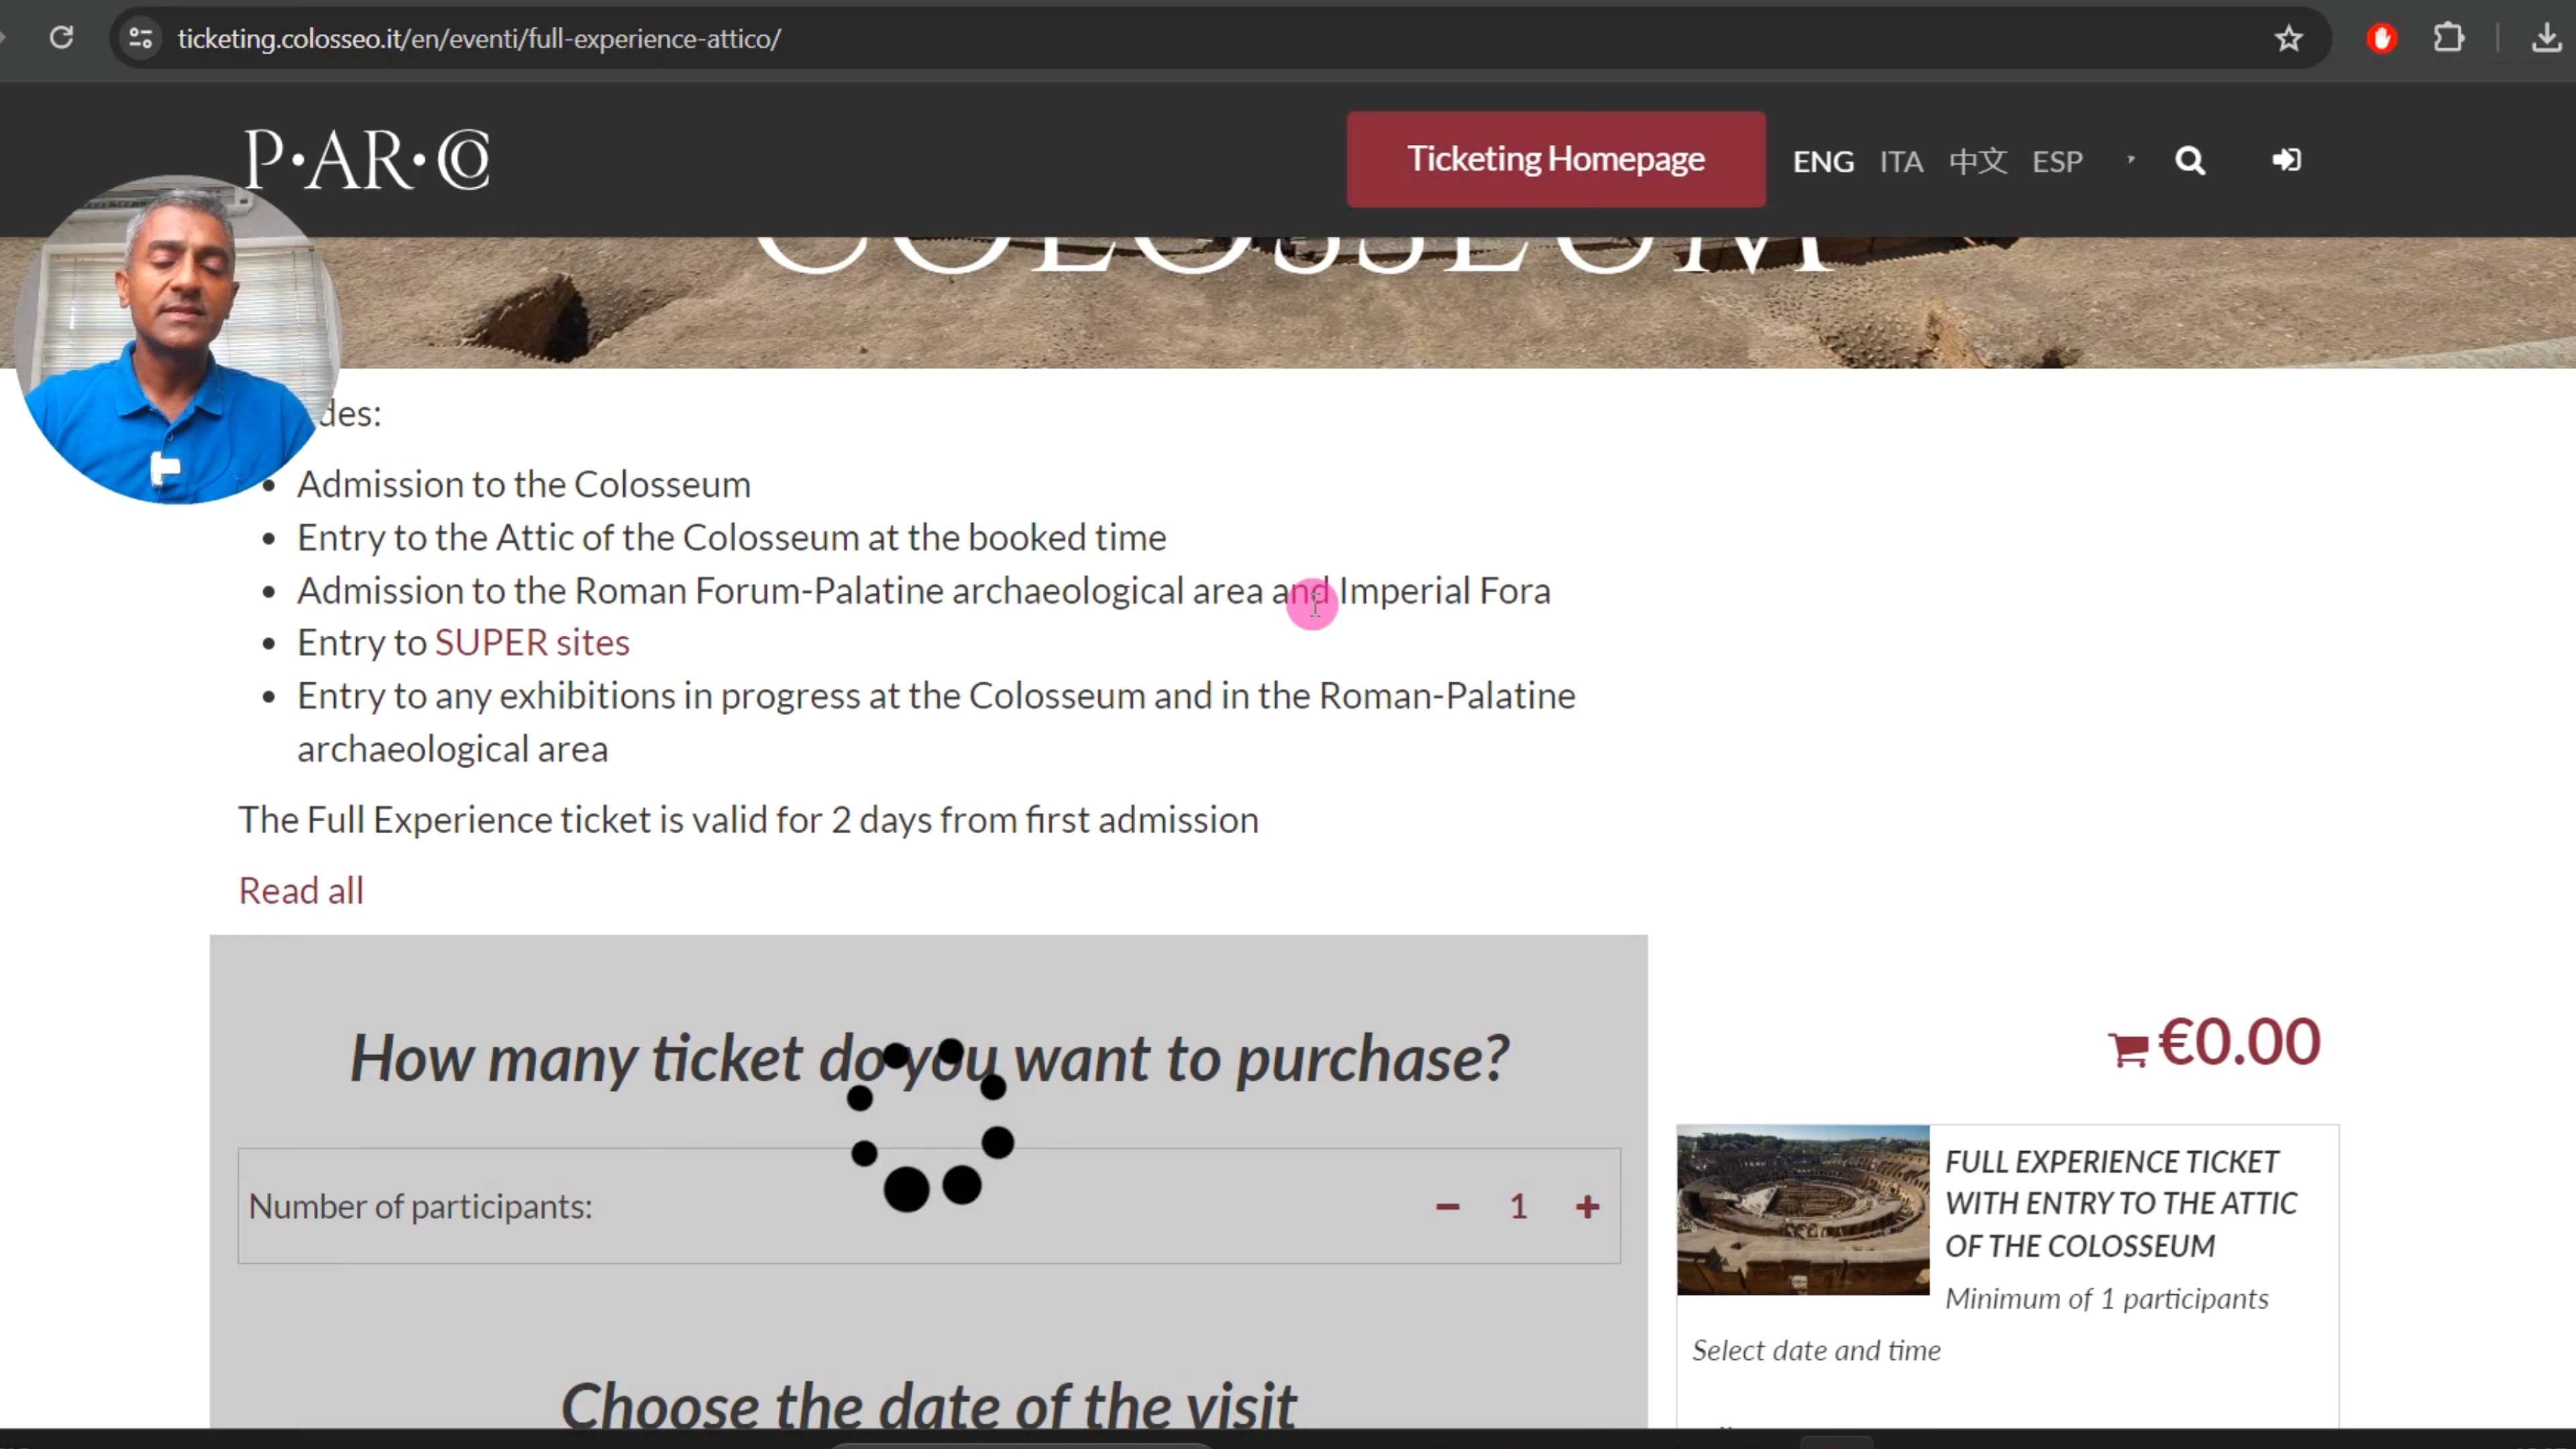 ticketing.colosseo.it/en/eventi/full-experience-attico/
P·AR·CO
Ticketing Homepage
ENG ITA 中文 ESP
COLOSSEUM
des:
Admission to the Colosseum
Entry to the Attic of the Colosseum at the booked time
Admission to the Roman Forum-Palatine archaeological area and Imperial Fora
Entry to SUPER sites
Entry to any exhibitions in progress at the Colosseum and in the Roman-Palatine
archaeological area
The Full Experience ticket is valid for 2 days from first admission
Read all
How many ticket do you want to purchase?
Number of participants:
− 1 +
Choose the date of the visit
€0.00
FULL EXPERIENCE TICKET
WITH ENTRY TO THE ATTIC
OF THE COLOSSEUM
Minimum of 1 participants
Select date and time